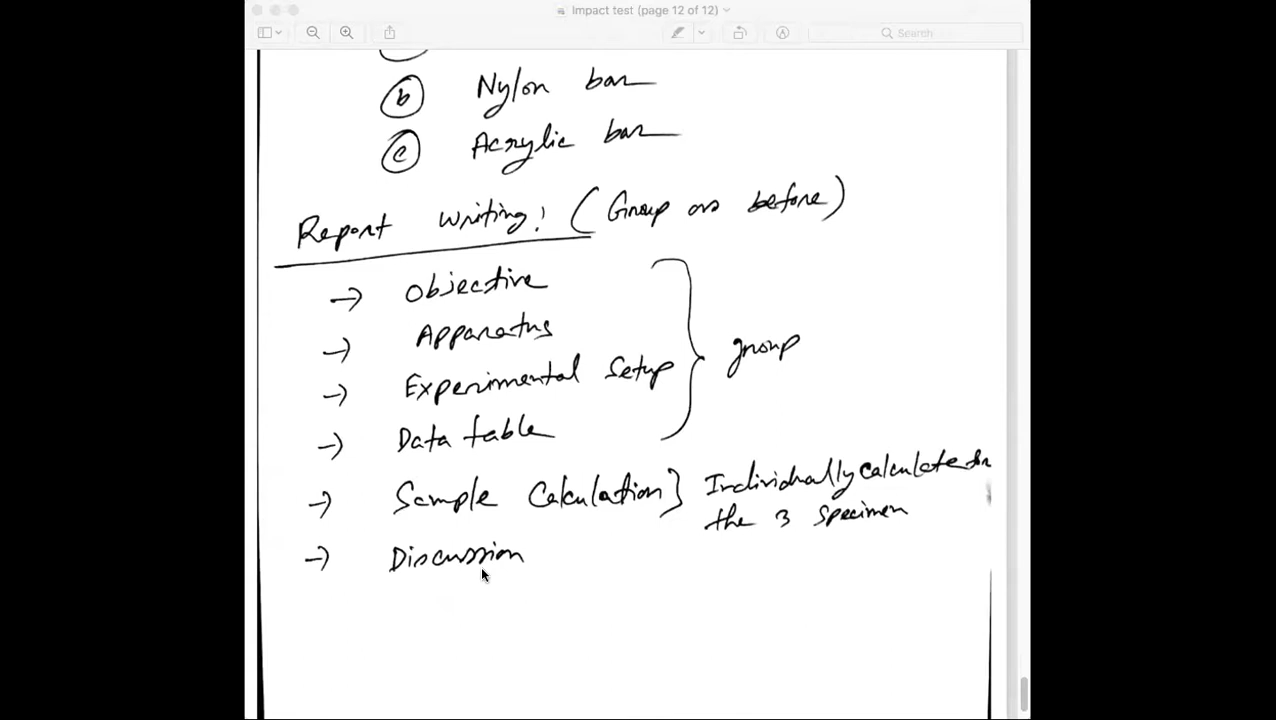 Impact test (page 12 of 12)
Search
b Nylon bar
c Acrylic bar
Report Writing: (Group as before)
→ Objective
→ Apparatus
→ Experimental Setup
→ Data table
group
→ Sample Calculation } Individually calculate for
the 3 specimen
→ Discussion